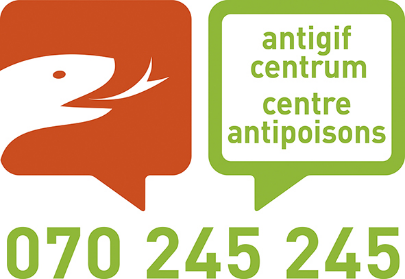 antigif
centrum
centre
antipoisons
070 245 245